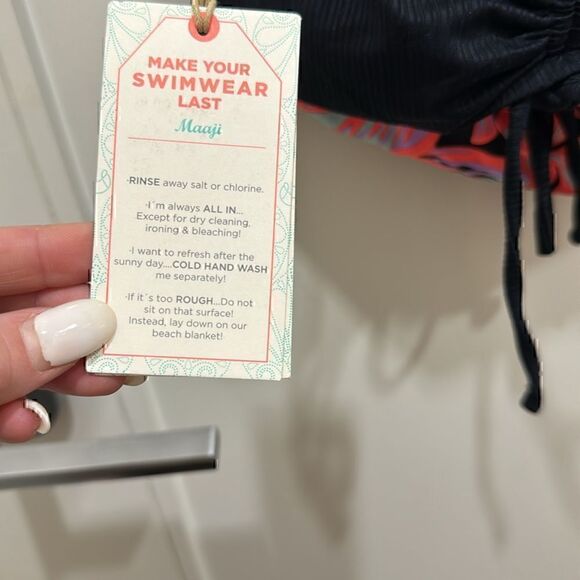 MAKE YOUR
SWIMWEAR
LAST
Maaji
·RINSE away salt or chlorine.
·I´m always ALL IN...
Except for dry cleaning,
ironing & bleaching!
·I want to refresh after the
sunny day....COLD HAND WASH
me separately!
·If it´s too ROUGH...Do not
sit on that surface!
Instead, lay down on our
beach blanket!